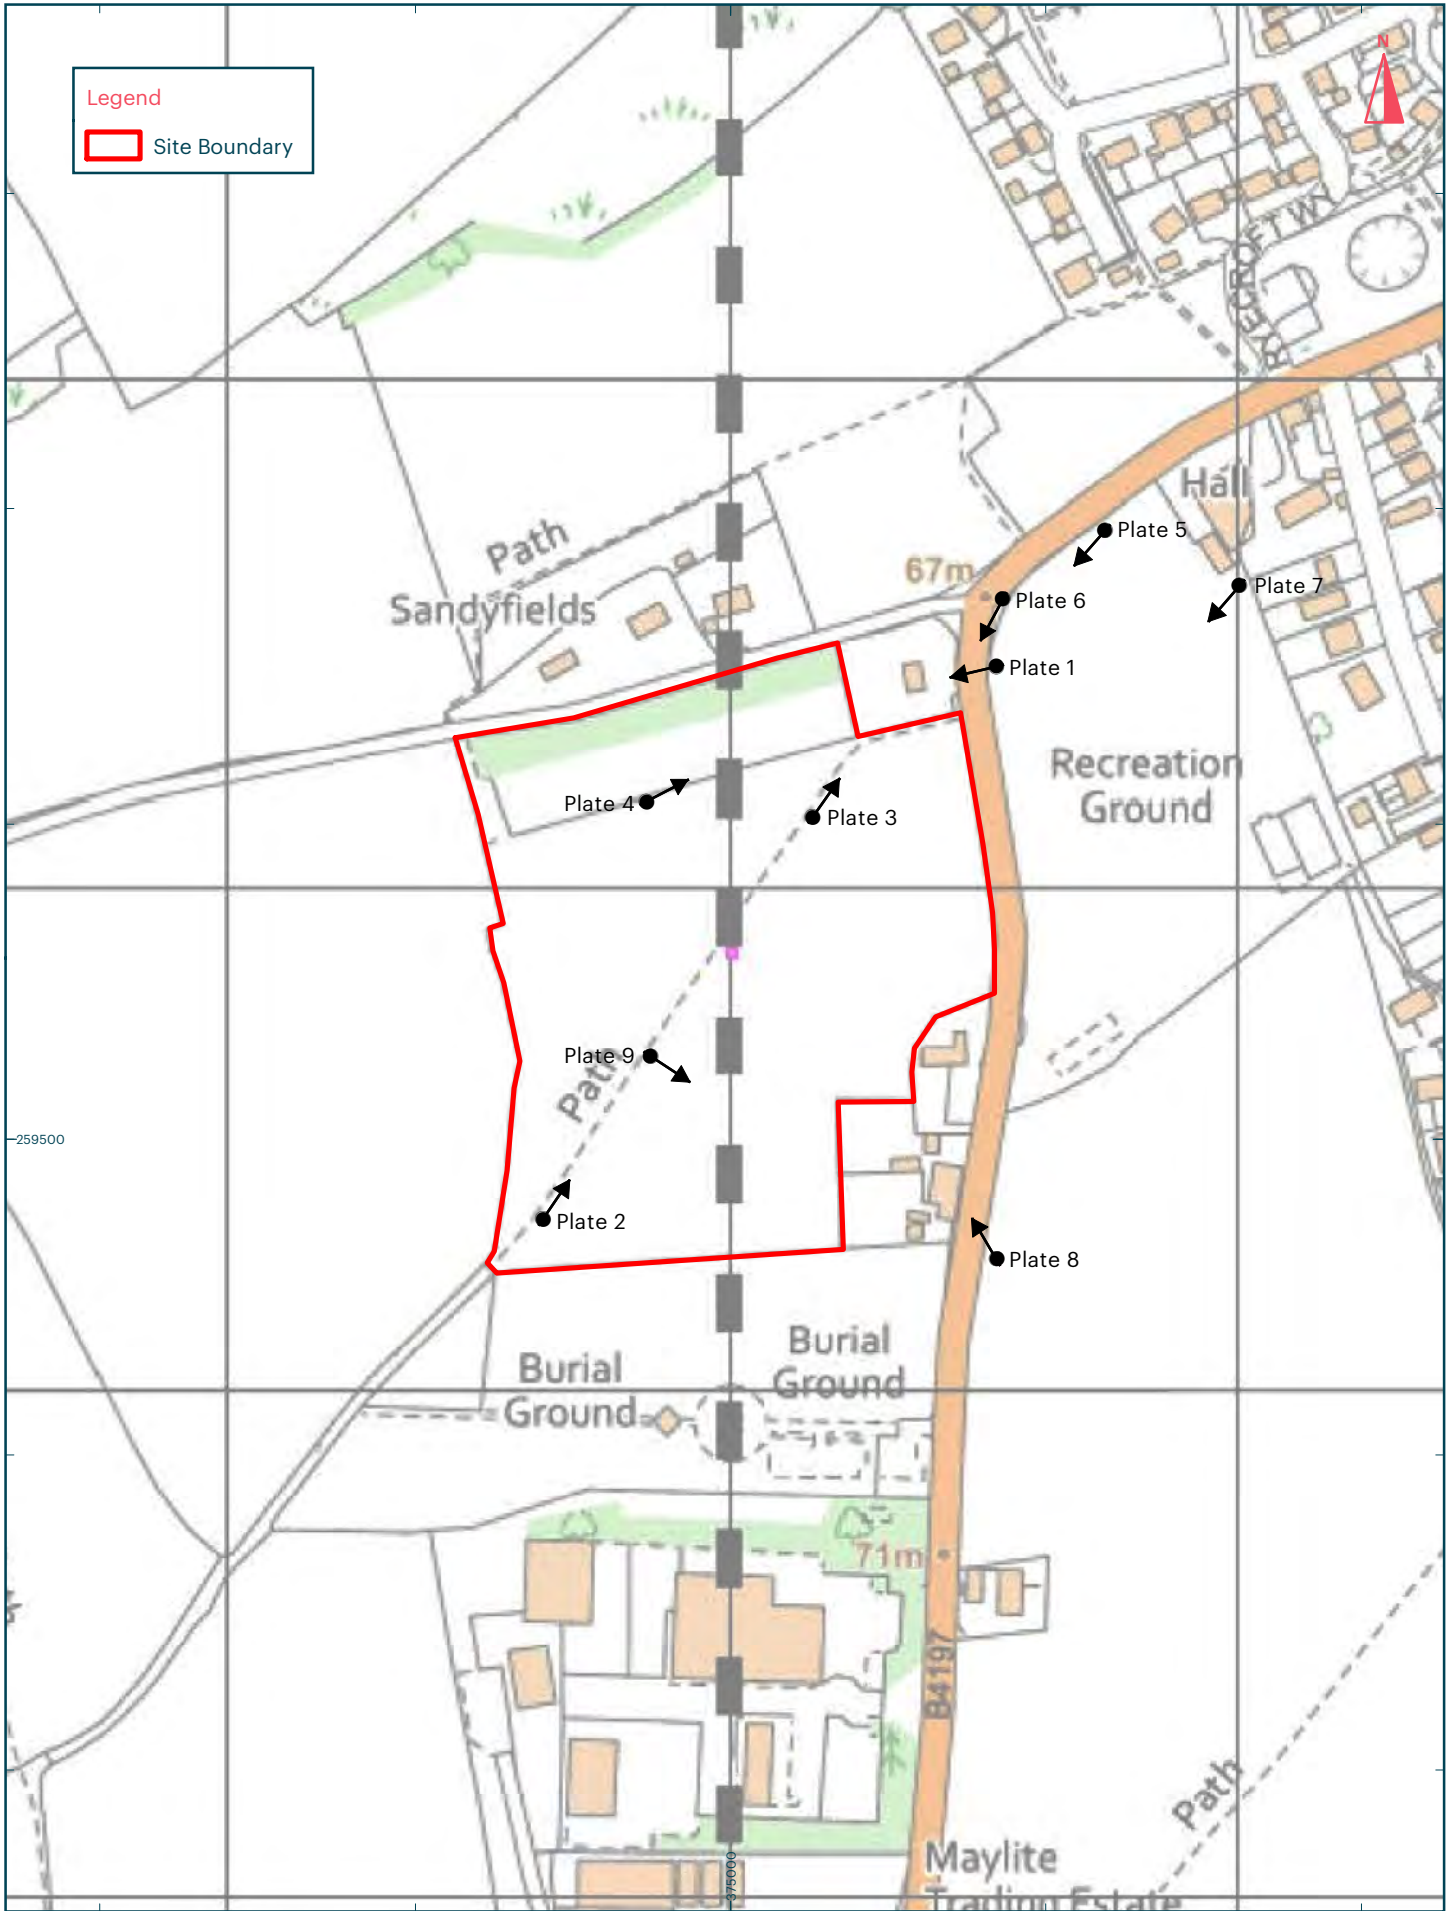 N
Legend
Site Boundary
RYECROFT WY
Hall
Path
Plate 5
67m
Plate 7
Sandyfields
Plate 6
Plate 1
Recreation
Ground
Plate 4
Plate 3
Plate 9
Path
259500
Plate 2
Plate 8
Burial
Ground
Burial
Ground
71m
B4197
Path
375000
Maylite
Trading Estate